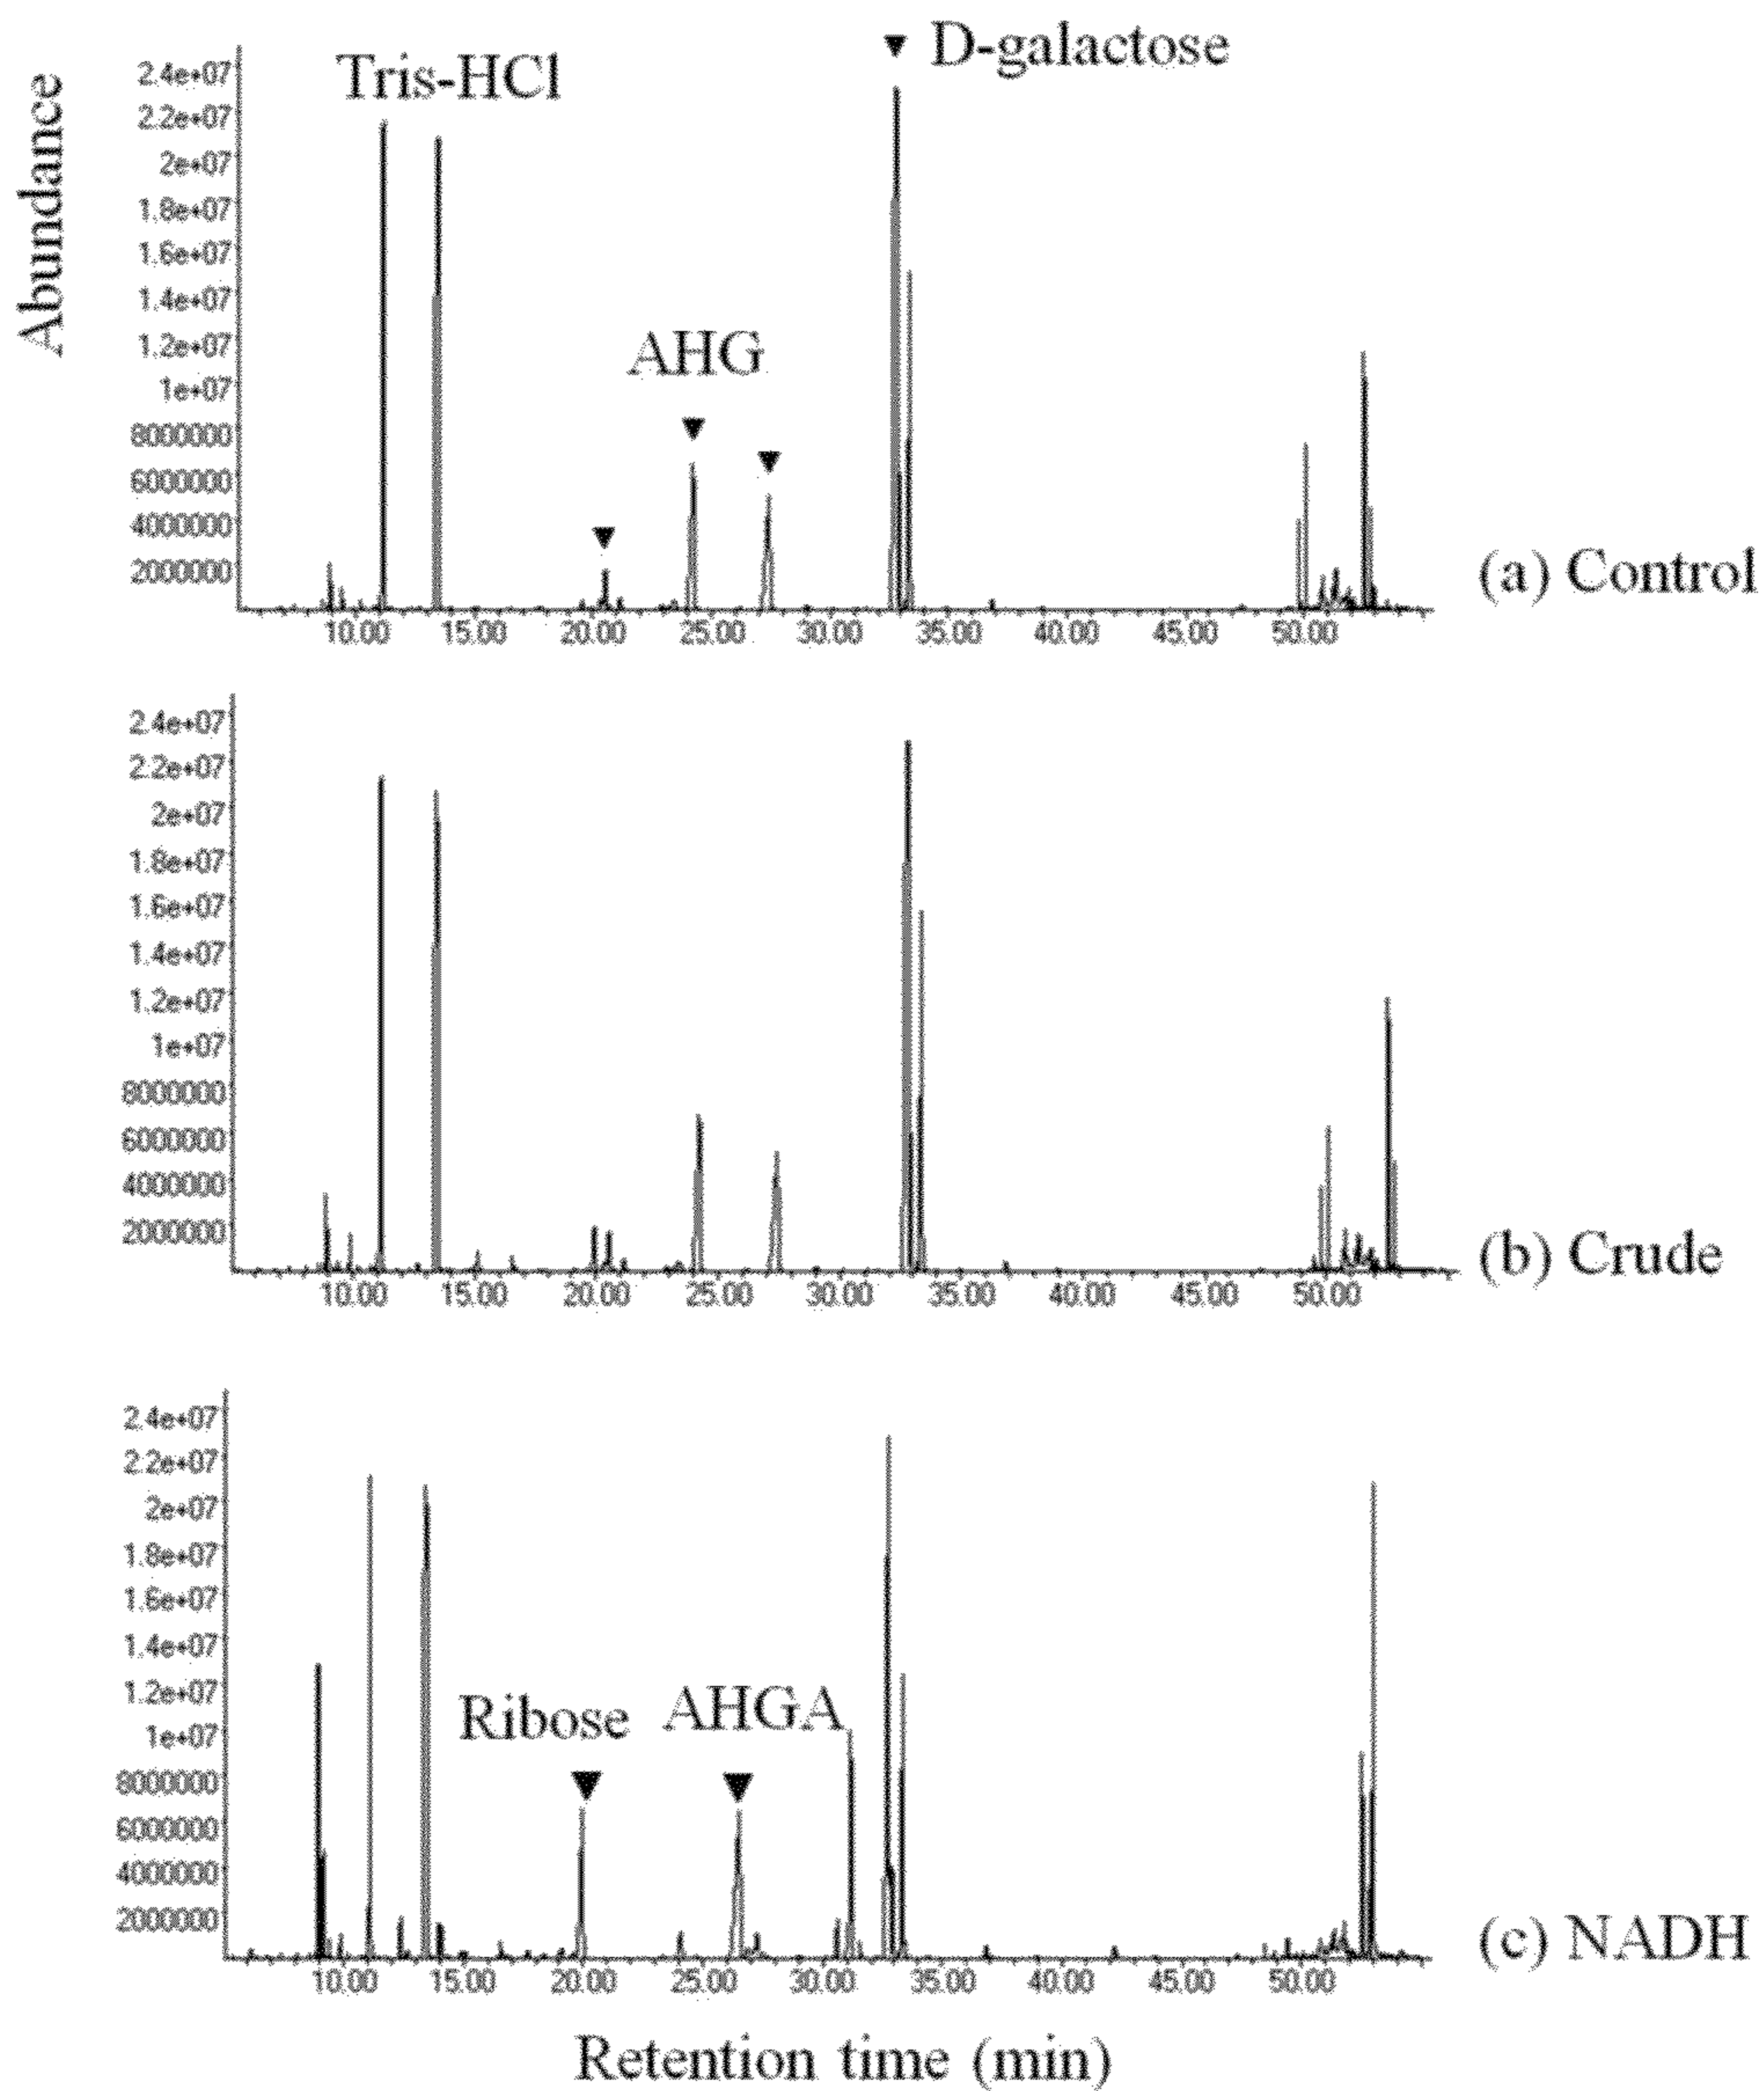 Abundance
Tris-HCl
▼ D-galactose
AHG
2.4e+07
2.2e+07
2e+07
1.8e+07
1.6e+07
1.4e+07
1.2e+07
1e+07
8000000
6000000
4000000
2000000
10.00 15.00 20.00 25.00 30.00 35.00 40.00 45.00 50.00
(a) Control
2.4e+07
2.2e+07
2e+07
1.8e+07
1.6e+07
1.4e+07
1.2e+07
1e+07
8000000
6000000
4000000
2000000
10.00 15.00 20.00 25.00 30.00 35.00 40.00 45.00 50.00
(b) Crude
2.4e+07
2.2e+07
2e+07
1.8e+07
1.6e+07
1.4e+07
1.2e+07
1e+07
8000000
6000000
4000000
2000000
Ribose AHGA
10.00 15.00 20.00 25.00 30.00 35.00 40.00 45.00 50.00
(c) NADH
Retention time (min)